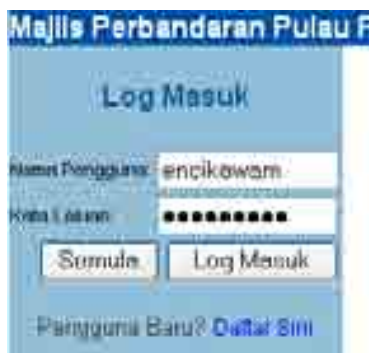 Majlis Perbandaran Pulau P
Log Masuk
Nama Pengguna: encikawam
Kata Laluan: •••••••••
Semula Log Masuk
Pengguna Baru? Daftar Sini